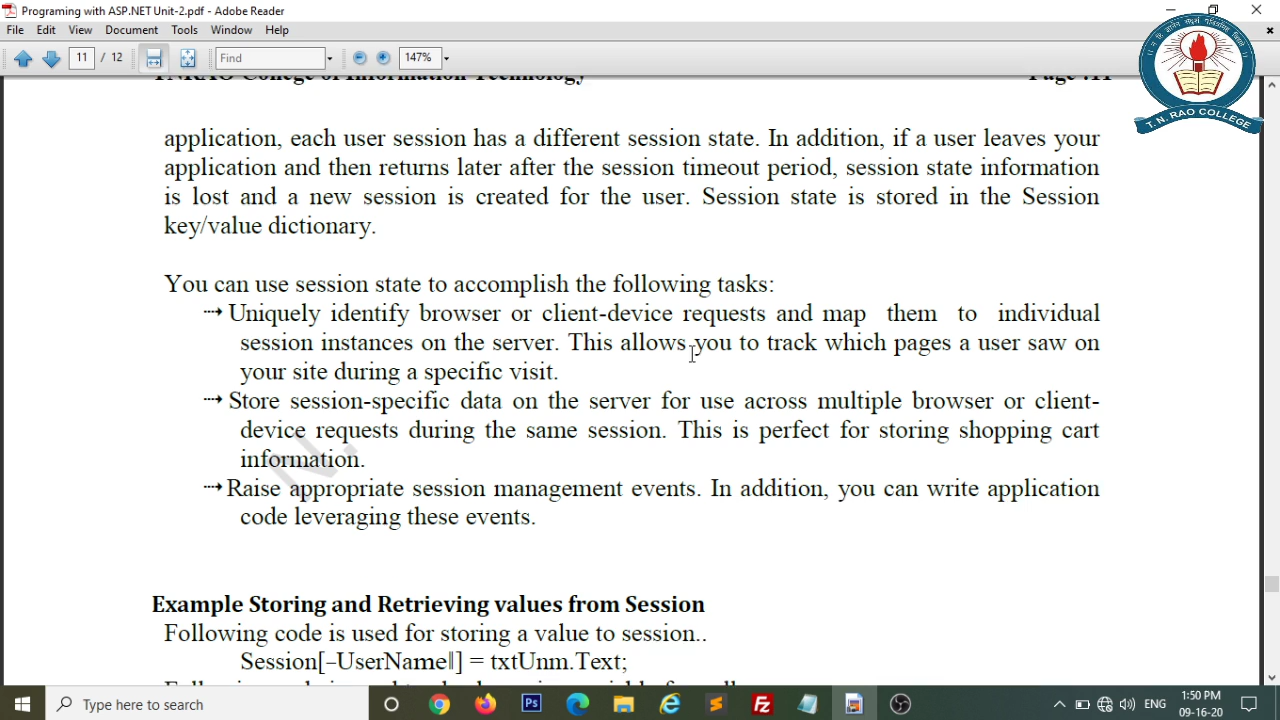 Programing with ASP.NET Unit-2.pdf - Adobe Reader
File Edit View Document Tools Window Help
11 / 12 Find 147%
TNRAO College of Information Technology Page :11
T. N. RAO COLLEGE
application, each user session has a different session state. In addition, if a user leaves your
application and then returns later after the session timeout period, session state information
is lost and a new session is created for the user. Session state is stored in the Session
key/value dictionary.
You can use session state to accomplish the following tasks:
⤑ Uniquely identify browser or client-device requests and map them to individual
session instances on the server. This allows you to track which pages a user saw on
your site during a specific visit.
⤑ Store session-specific data on the server for use across multiple browser or client-
device requests during the same session. This is perfect for storing shopping cart
information.
⤑ Raise appropriate session management events. In addition, you can write application
code leveraging these events.
N.
Example Storing and Retrieving values from Session
Following code is used for storing a value to session..
Session[―UserName‖] = txtUnm.Text;
Type here to search
ENG
1:50 PM
09-16-20